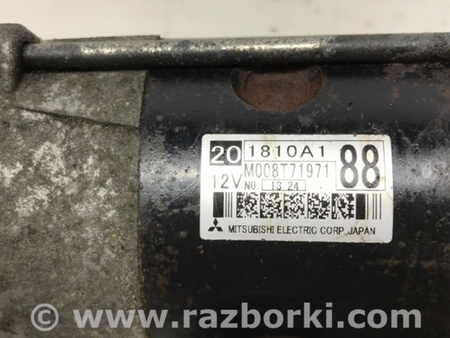 20 1810A1
M008T71971 88
12V NO 13 24
MITSUBISHI ELECTRIC CORP.,JAPAN
www.razborki.com